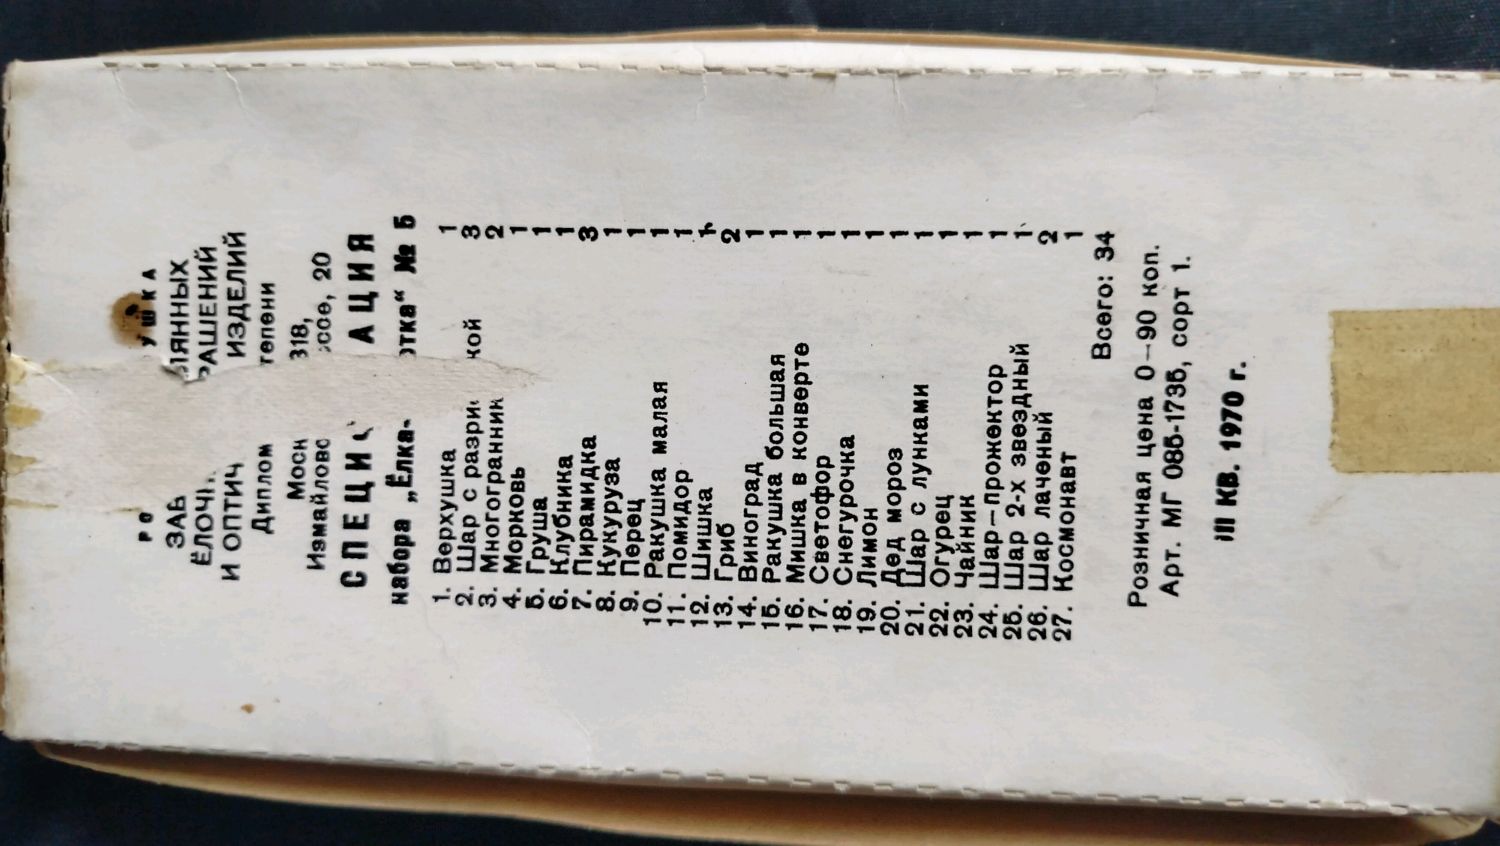 УШКА
ЗАБ
ЯННЫХ
ЁЛОЧН РАШЕНИЙ
И ОПТИЧ ИЗДЕЛИЙ
Диплом тепени
Моск 318,
Измайловс сое, 20
СПЕЦИ АЦИЯ
набора „Ёлка- отка“ № 5
1. Верхушка 1
2. Шар с разрис кой 3
3. Многогранник 2
4. Морковь 1
5. Груша 1
6. Клубника 1
7. Пирамидка 3
8. Кукуруза 1
9. Перец 1
10. Ракушка малая 1
11. Помидор 1
12. Шишка 1
13. Гриб 2
14. Виноград 1
15. Ракушка большая 1
16. Мишка в конверте 1
17. Светофор 1
18. Снегурочка 1
19. Лимон 1
20. Дед мороз 1
21. Шар с лунками 1
22. Огурец 1
23. Чайник 1
24. Шар–прожектор 1
25. Шар 2-х звездный 1
26. Шар лаченый 2
27. Космонавт 1
Всего: 34
Розничная цена 0–90 коп.
Арт. МГ 085-1735, сорт 1.
III КВ. 1970 г.